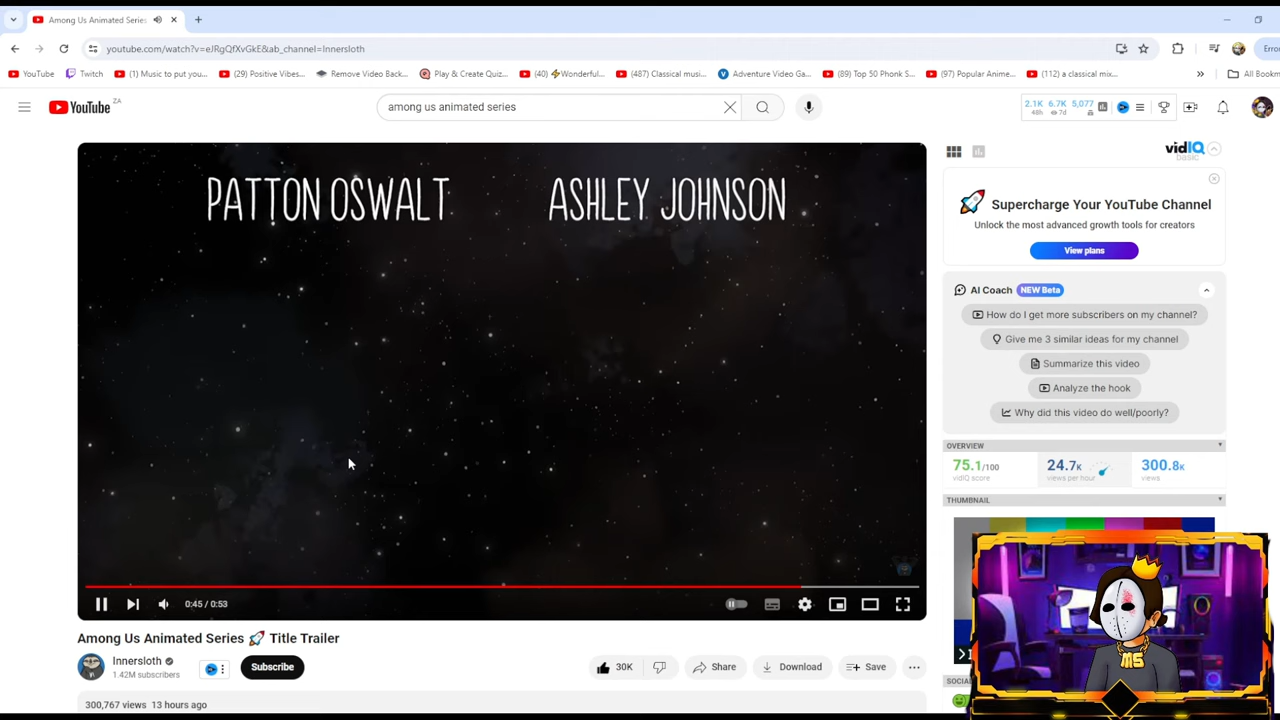 Among Us Animated Series
youtube.com/watch?v=eJRgQfXvGkE&ab_channel=Innersloth
Error
YouTube
Twitch
(1) Music to put you...
(29) Positive Vibes...
Remove Video Back...
Play & Create Quiz...
(40) ⚡Wonderful...
(487) Classical musi...
Adventure Video Ga...
(89) Top 50 Phonk S...
(97) Popular Anime...
(112) a classical mix...
»
All Bookm
YouTube ZA
among us animated series
2.1K 6.7K 5,077
48h 7d
PATTON OSWALT ASHLEY JOHNSON
vidIQ
basic
Supercharge Your YouTube Channel
Unlock the most advanced growth tools for creators
View plans
AI Coach NEW Beta
How do I get more subscribers on my channel?
Give me 3 similar ideas for my channel
Summarize this video
Analyze the hook
Why did this video do well/poorly?
OVERVIEW
75.1/100 24.7K 300.8K
vidIQ score views per hour views
THUMBNAIL
0:45 / 0:53
Among Us Animated Series 🚀 Title Trailer
Innersloth
1.42M subscribers
Subscribe
30K
Share
Download
Save
300,767 views 13 hours ago
SOCIA
MS